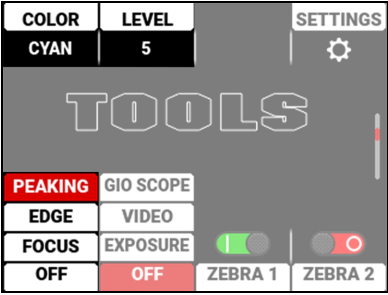 COLOR LEVEL SETTINGS
CYAN 5
TOOLS
PEAKING GIO SCOPE
EDGE VIDEO
FOCUS EXPOSURE
OFF OFF ZEBRA 1 ZEBRA 2